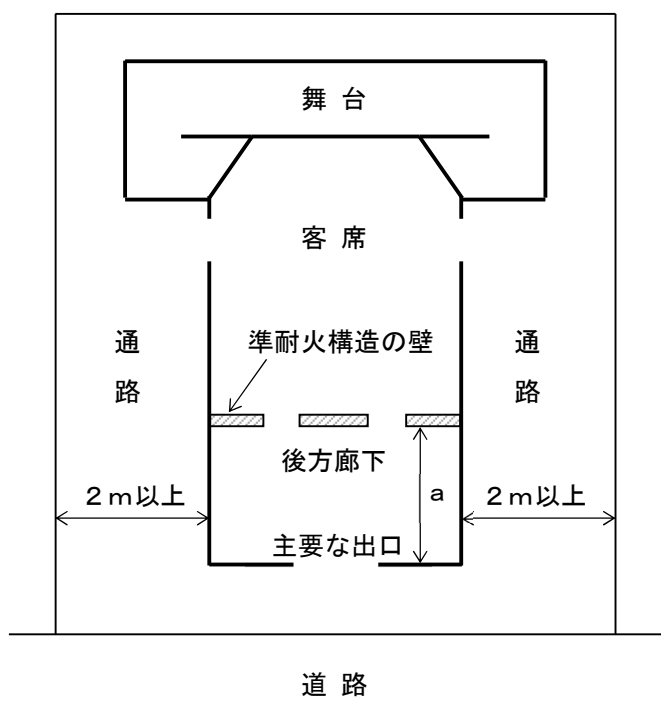 舞台
客席
通路
準耐火構造の壁
通路
後方廊下
a
2m以上
2m以上
主要な出口
道路